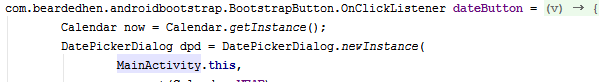 com.beardedhen.androidbootstrap.BootstrapButton.OnClickListener dateButton = (v) → {
Calendar now = Calendar.getInstance();
DatePickerDialog dpd = DatePickerDialog.newInstance(
MainActivity.this,